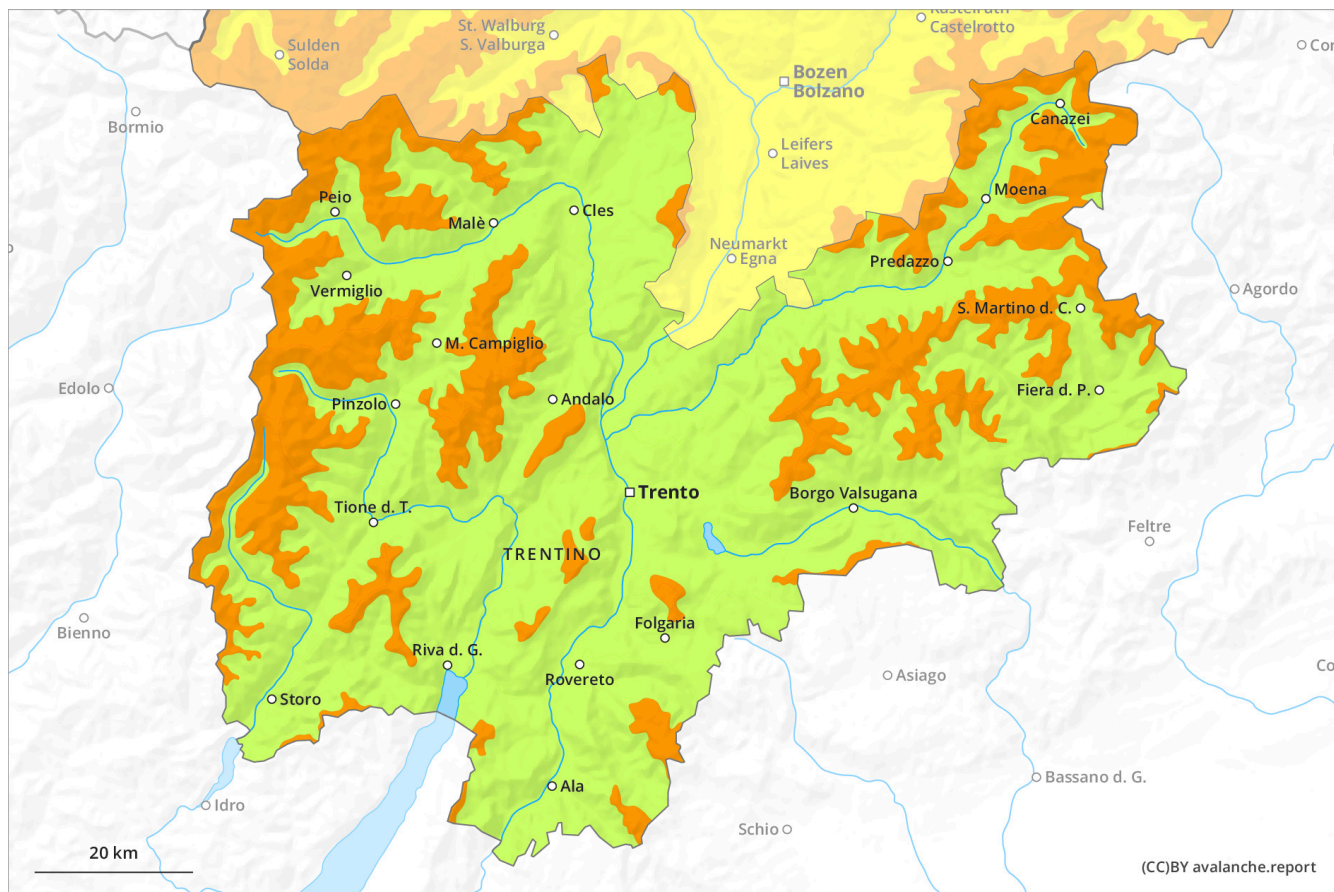 Kastelruth
Castelrotto
St. Walburg
S. Valburga
Sulden
Solda
Bozen
Bolzano
Bormio
Canazei
Leifers
Laives
Moena
Peio
Malè
Cles
Neumarkt
Egna
Predazzo
Vermiglio
Agordo
S. Martino d. C.
M. Campiglio
Edolo
Fiera d. P.
Pinzolo
Andalo
Trento
Borgo Valsugana
Tione d. T.
Feltre
TRENTINO
Bienno
Folgaria
Riva d. G.
Rovereto
Asiago
Storo
Bassano d. G.
Ala
Idro
Schio
20 km
(CC)BY avalanche.report